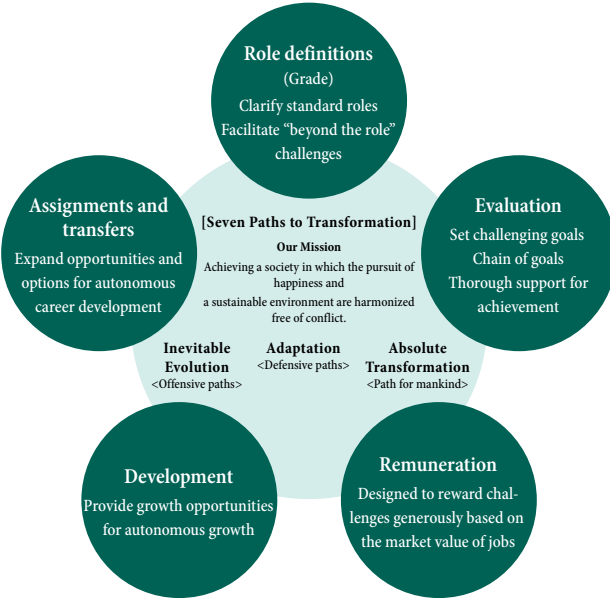 Role definitions
(Grade)
Clarify standard roles
Facilitate “beyond the role”
challenges
Assignments and
transfers
Expand opportunities and
options for autonomous
career development
[Seven Paths to Transformation]
Our Mission
Achieving a society in which the pursuit of
happiness and
a sustainable environment are harmonized
free of conflict.
Inevitable
Evolution
<Offensive paths>
Adaptation
<Defensive paths>
Absolute
Transformation
<Path for mankind>
Evaluation
Set challenging goals
Chain of goals
Thorough support for
achievement
Development
Provide growth opportunities
for autonomous growth
Remuneration
Designed to reward chal-
lenges generously based on
the market value of jobs